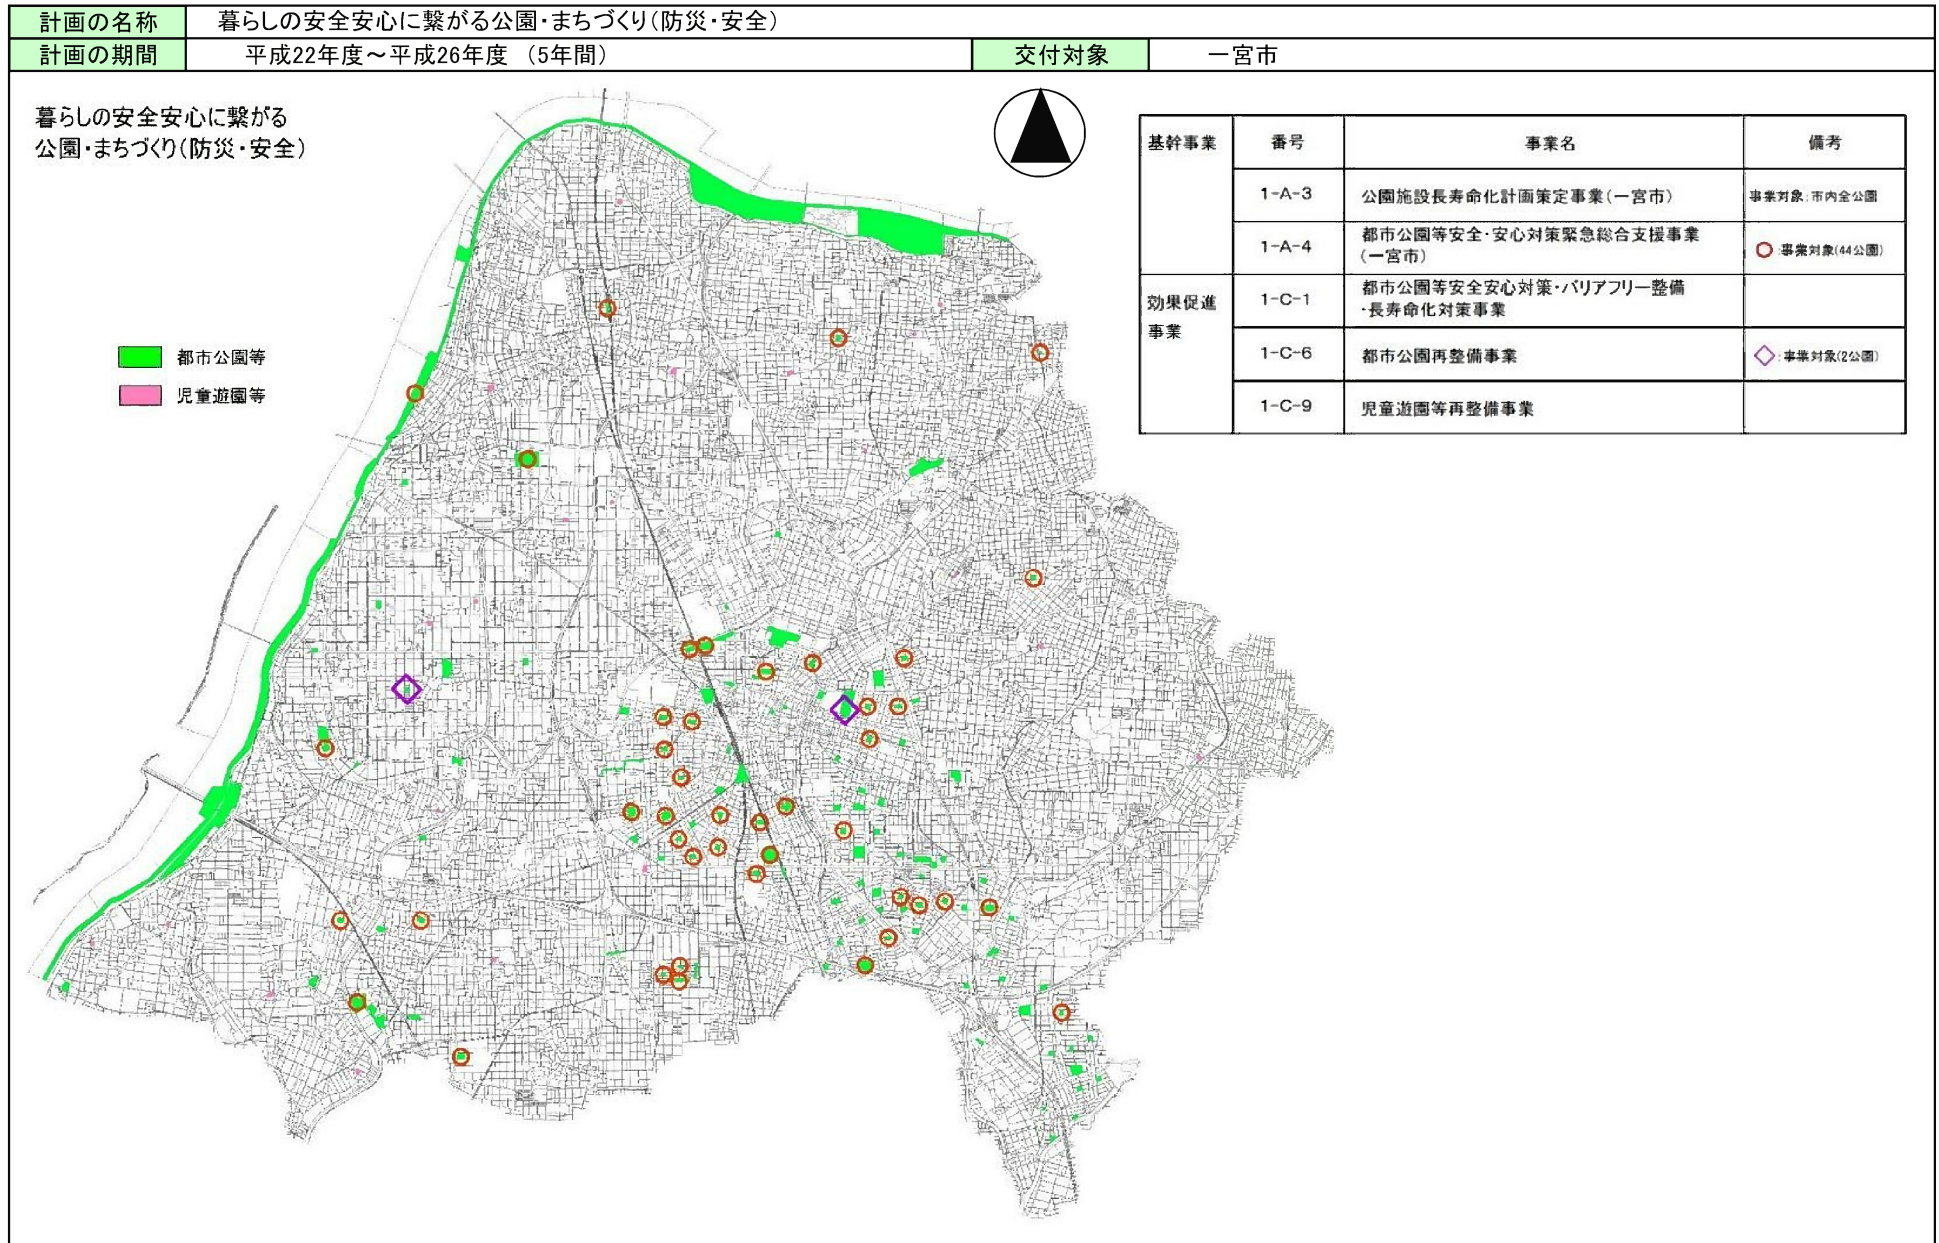 計画の名称
暮らしの安全安心に繋がる公園・まちづくり(防災・安全)
計画の期間
平成22年度～平成26年度 (5年間)
交付対象
一宮市
暮らしの安全安心に繋がる
公園・まちづくり(防災・安全)
都市公園等
児童遊園等
基幹事業
番号
事業名
備考
1-A-3
公園施設長寿命化計画策定事業(一宮市)
事業対象:市内全公園
1-A-4
都市公園等安全・安心対策緊急総合支援事業
(一宮市)
:事業対象(44公園)
効果促進
事業
1-C-1
都市公園等安全安心対策・バリアフリー整備
・長寿命化対策事業
1-C-6
都市公園再整備事業
:事業対象(2公園)
1-C-9
児童遊園等再整備事業